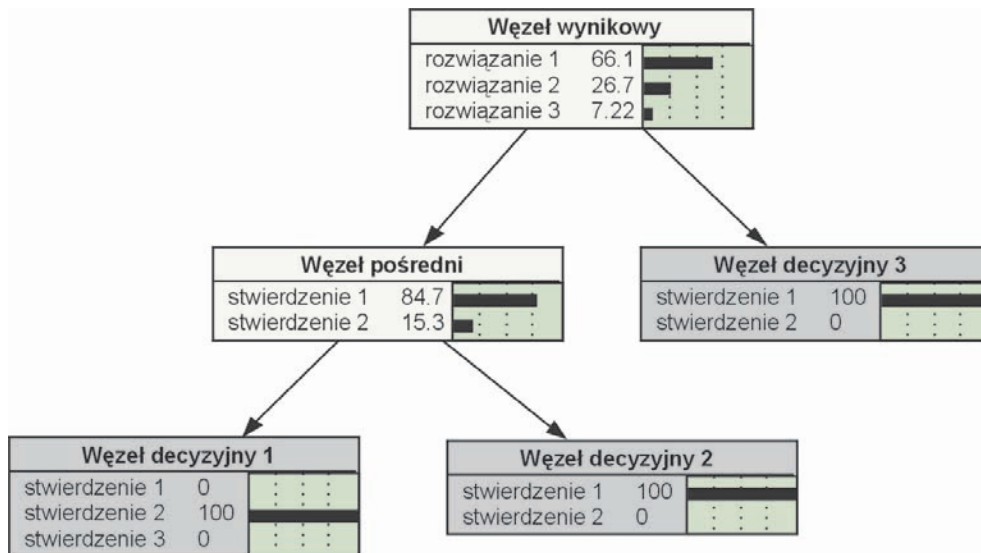 Węzeł wynikowy
rozwiązanie 1 66.1
rozwiązanie 2 26.7
rozwiązanie 3 7.22
Węzeł pośredni
stwierdzenie 1 84.7
stwierdzenie 2 15.3
Węzeł decyzyjny 3
stwierdzenie 1 100
stwierdzenie 2 0
Węzeł decyzyjny 1
stwierdzenie 1 0
stwierdzenie 2 100
stwierdzenie 3 0
Węzeł decyzyjny 2
stwierdzenie 1 100
stwierdzenie 2 0